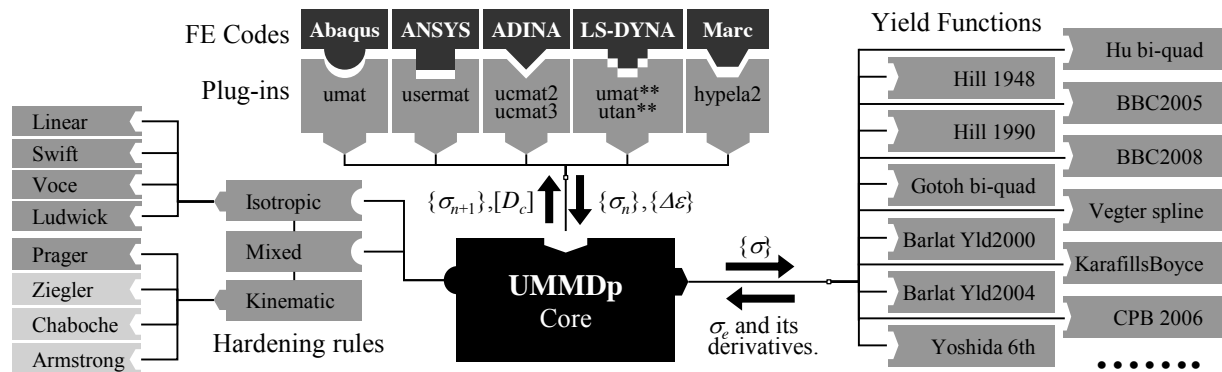 FE Codes
Abaqus
ANSYS
ADINA
LS-DYNA
Marc
Plug-ins
umat
usermat
ucmat2
ucmat3
umat**
utan**
hypela2
Linear
Swift
Voce
Ludwick
Prager
Ziegler
Chaboche
Armstrong
Isotropic
Mixed
Kinematic
Hardening rules
{σn+1},[Dc]
{σn},{Δε}
UMMDp
Core
{σ}
σe and its
derivatives.
Yield Functions
Hu bi-quad
Hill 1948
BBC2005
Hill 1990
BBC2008
Gotoh bi-quad
Vegter spline
Barlat Yld2000
KarafillsBoyce
Barlat Yld2004
CPB 2006
Yoshida 6th
•••••••